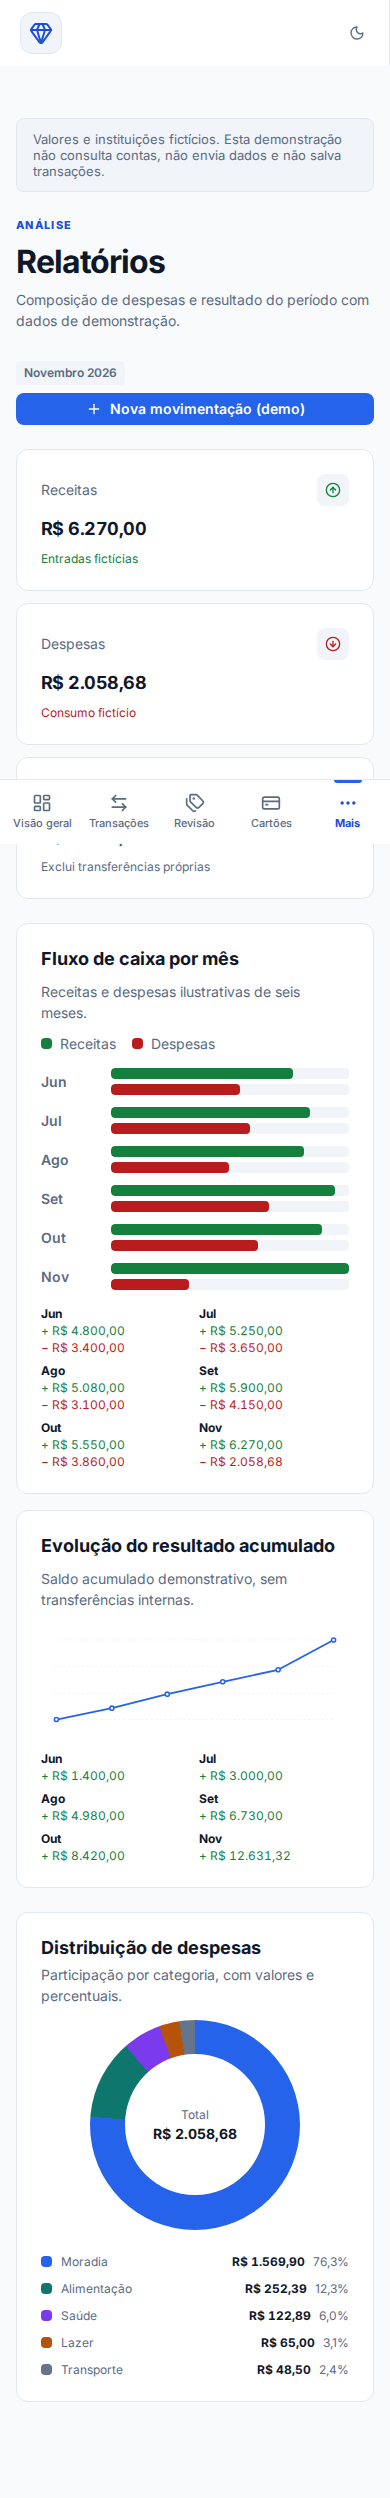 Valores e instituições fictícios. Esta demonstração
não consulta contas, não envia dados e não salva
transações.
ANÁLISE
Relatórios
Composição de despesas e resultado do período com
dados de demonstração.
Novembro 2026
+ Nova movimentação (demo)
Receitas
R$ 6.270,00
Entradas fictícias
Despesas
R$ 2.058,68
Consumo fictício
Visão geral Transações Revisão Cartões Mais
Exclui transferências próprias
Fluxo de caixa por mês
Receitas e despesas ilustrativas de seis
meses.
Receitas Despesas
Jun
Jul
Ago
Set
Out
Nov
Jun Jul
+ R$ 4.800,00 + R$ 5.250,00
− R$ 3.400,00 − R$ 3.650,00
Ago Set
+ R$ 5.080,00 + R$ 5.900,00
− R$ 3.100,00 − R$ 4.150,00
Out Nov
+ R$ 5.550,00 + R$ 6.270,00
− R$ 3.860,00 − R$ 2.058,68
Evolução do resultado acumulado
Saldo acumulado demonstrativo, sem
transferências internas.
Jun Jul
+ R$ 1.400,00 + R$ 3.000,00
Ago Set
+ R$ 4.980,00 + R$ 6.730,00
Out Nov
+ R$ 8.420,00 + R$ 12.631,32
Distribuição de despesas
Participação por categoria, com valores e
percentuais.
Total
R$ 2.058,68
Moradia R$ 1.569,90 76,3%
Alimentação R$ 252,39 12,3%
Saúde R$ 122,89 6,0%
Lazer R$ 65,00 3,1%
Transporte R$ 48,50 2,4%